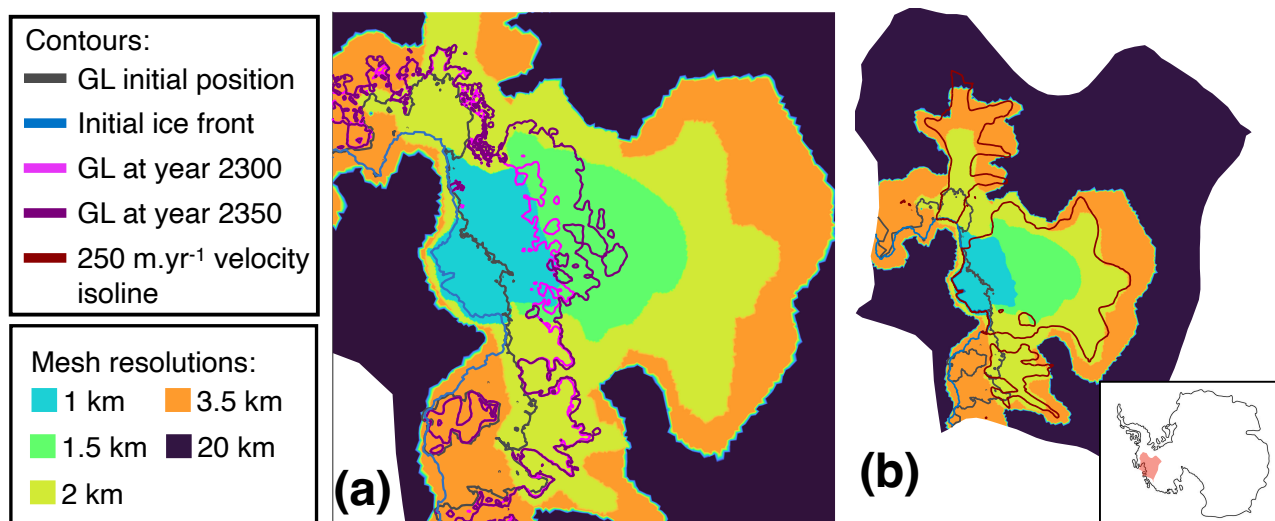 Contours:
GL initial position
Initial ice front
GL at year 2300
GL at year 2350
250 m.yr⁻¹ velocity
isoline
Mesh resolutions:
1 km
3.5 km
1.5 km
20 km
2 km
(a)
(b)